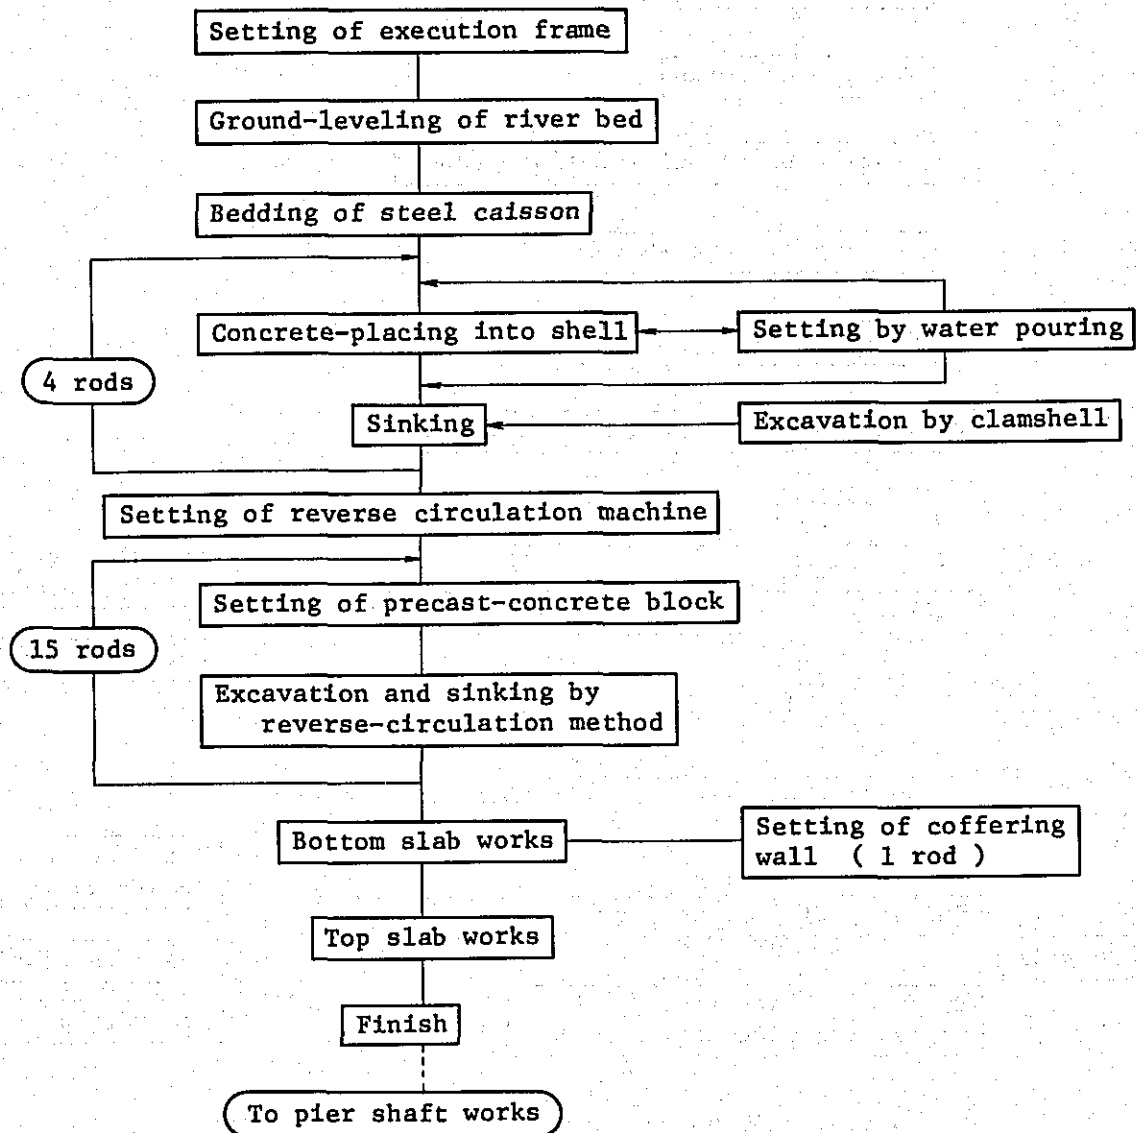 Setting of execution frame
Ground-leveling of river bed
Bedding of steel caisson
Concrete-placing into shell
Setting by water pouring
4 rods
Sinking
Excavation by clamshell
Setting of reverse circulation machine
Setting of precast-concrete block
15 rods
Excavation and sinking by
reverse-circulation method
Bottom slab works
Setting of coffering
wall ( 1 rod )
Top slab works
Finish
To pier shaft works